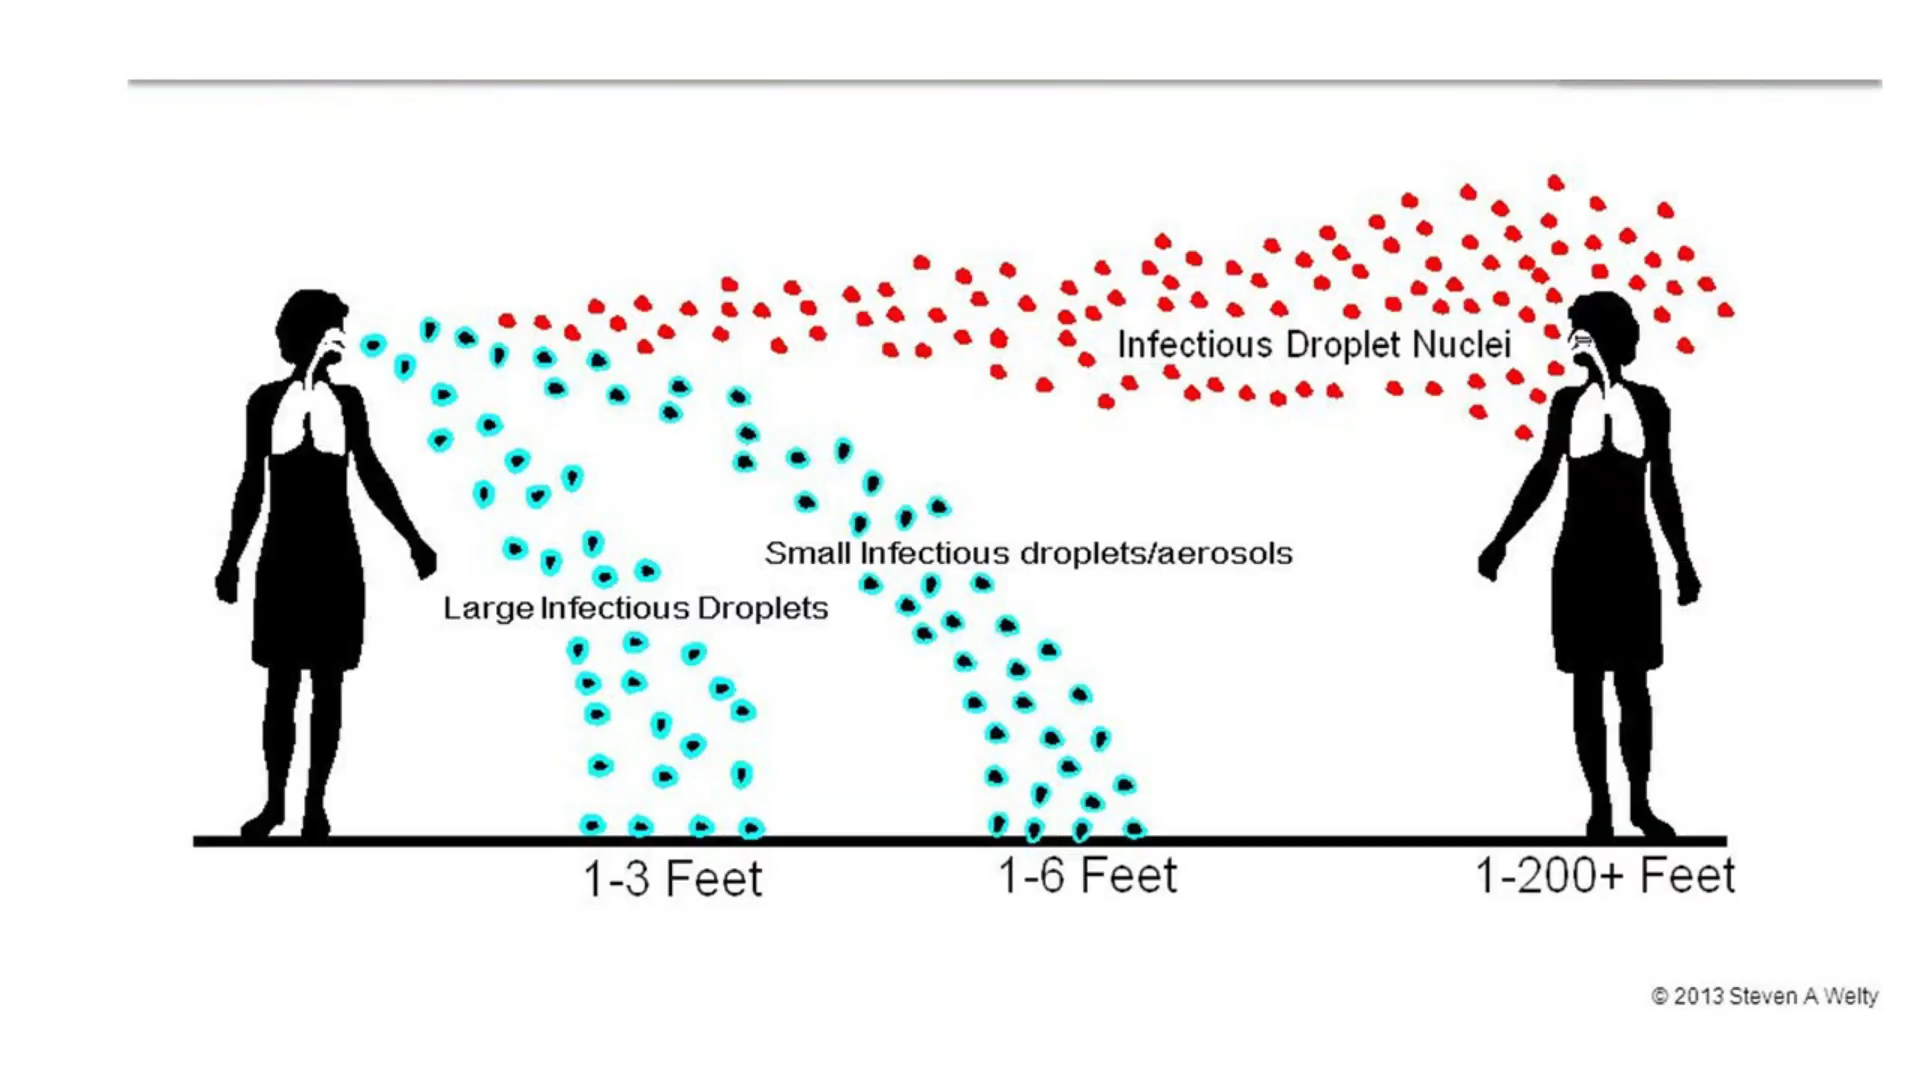 Infectious Droplet Nuclei
Small Infectious droplets/aerosols
Large Infectious Droplets
1-3 Feet
1-6 Feet
1-200+ Feet
© 2013 Steven A Welty